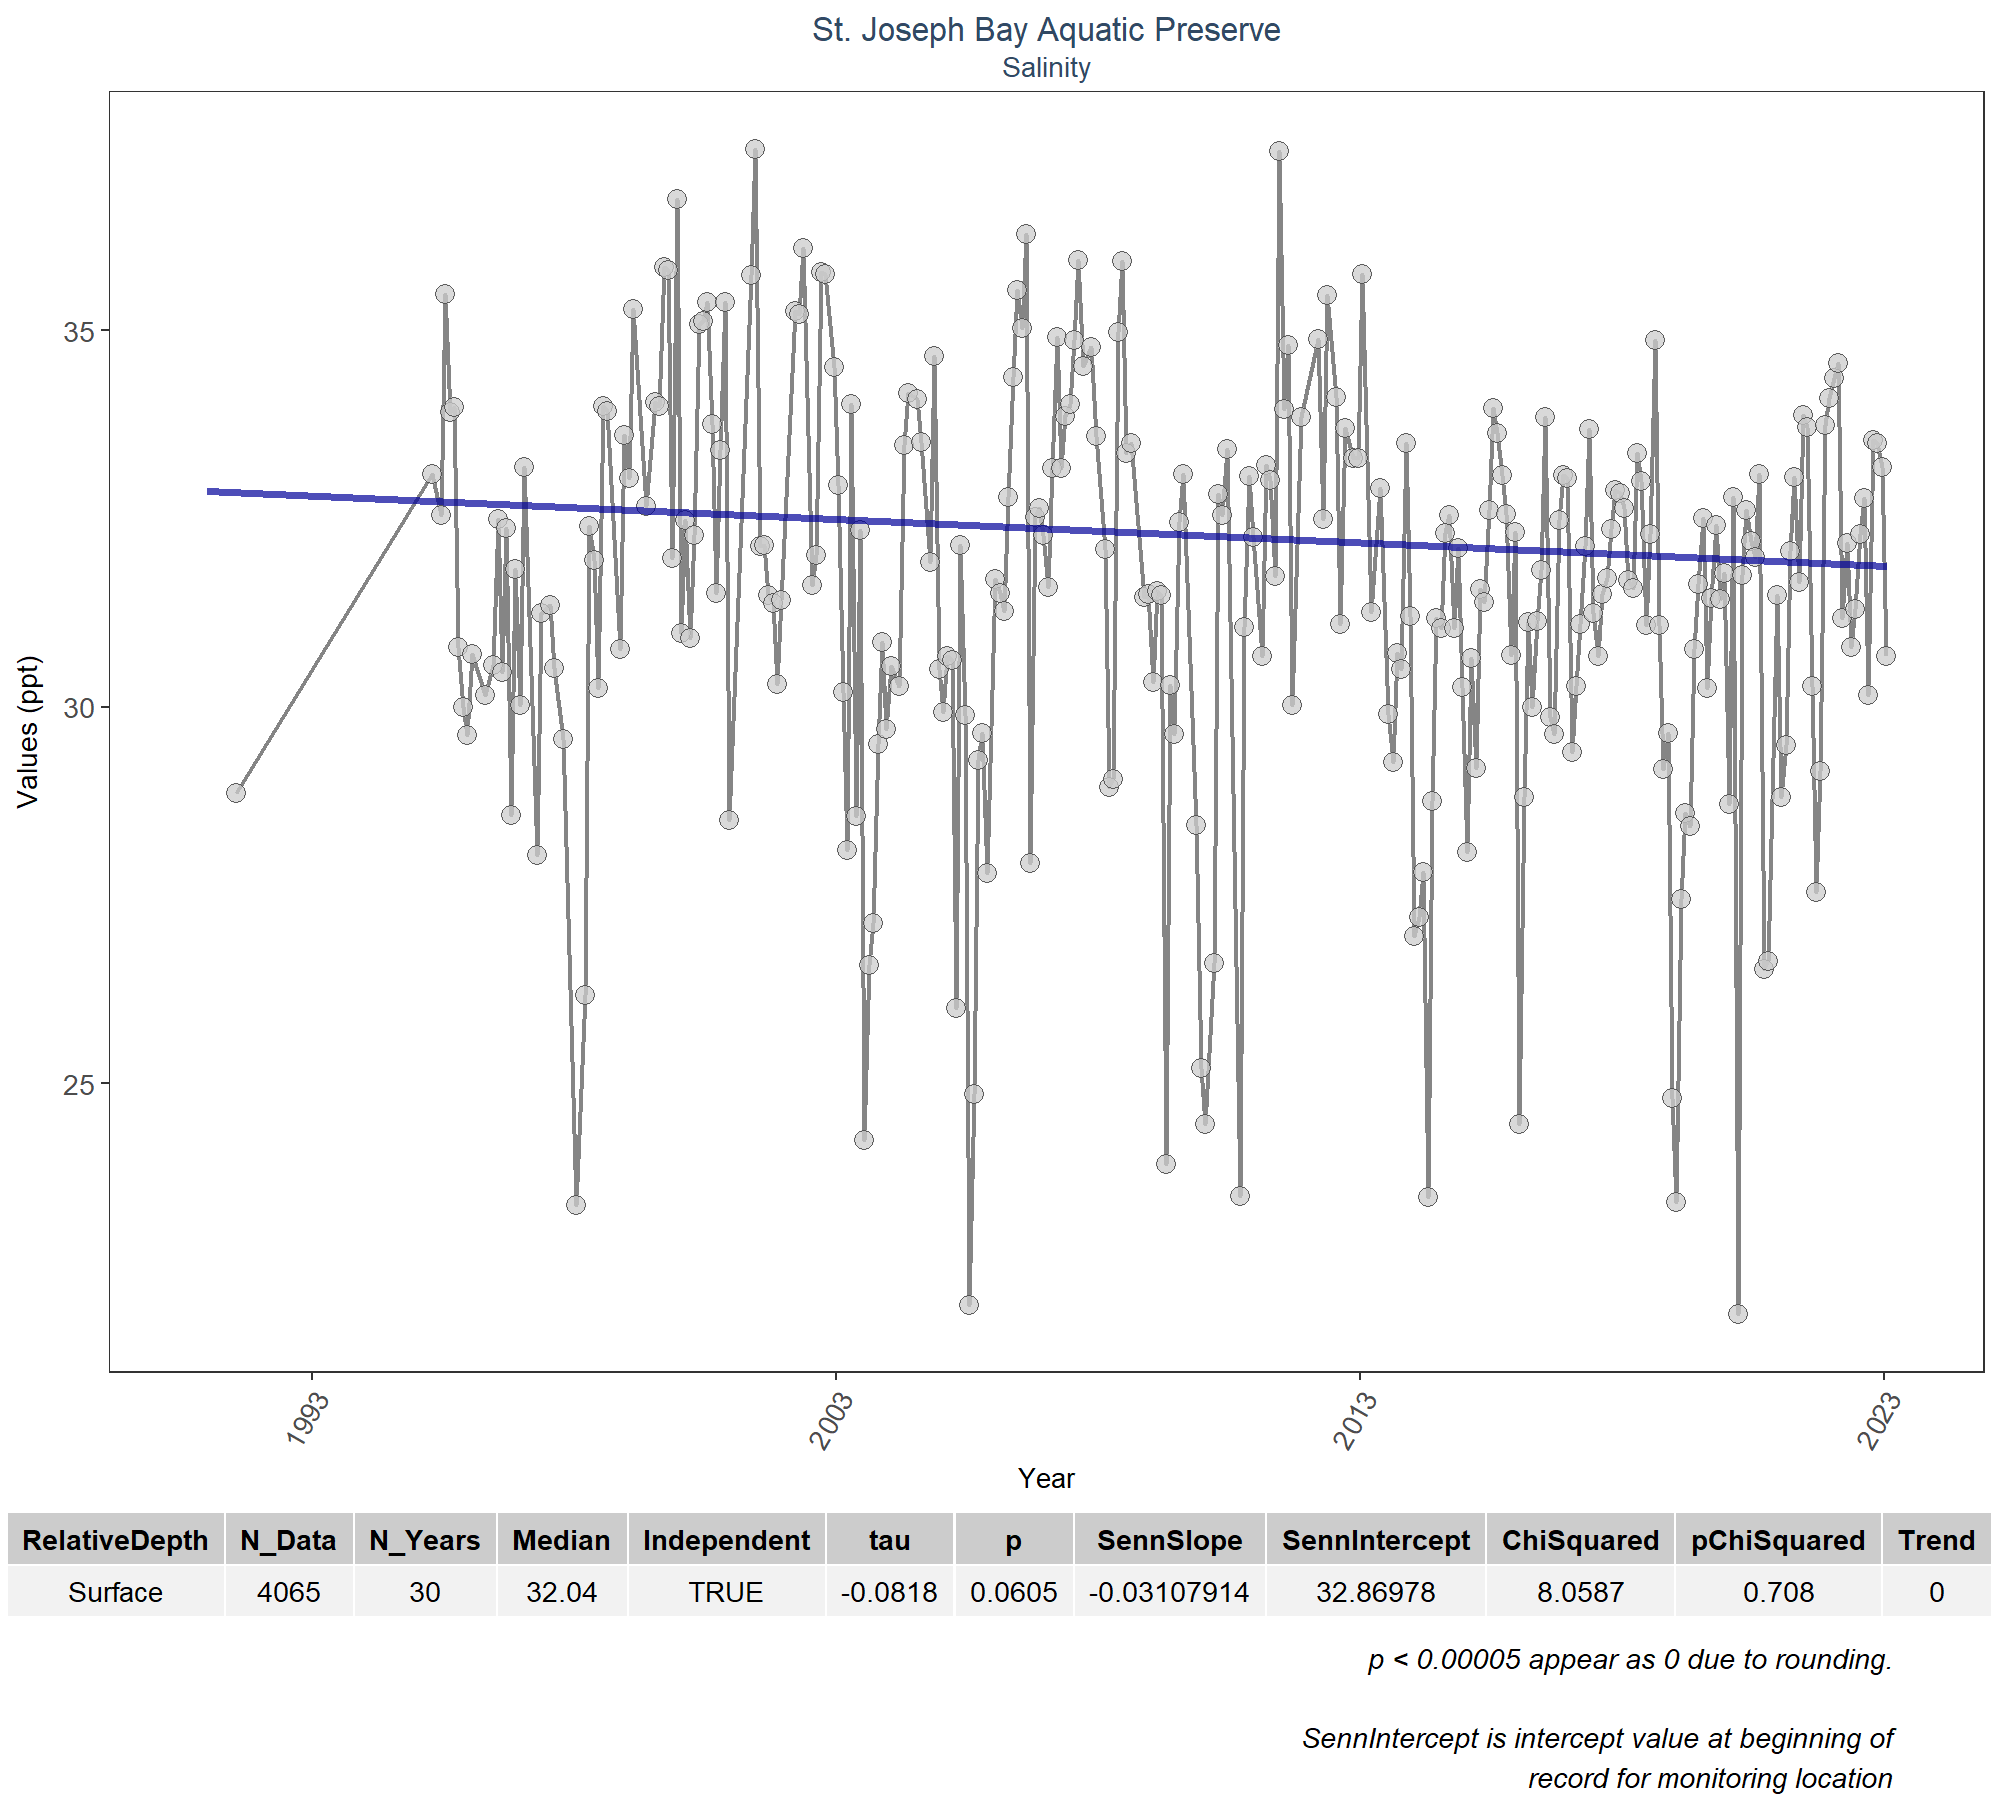 St. Joseph Bay Aquatic Preserve
Salinity
Values (ppt)
35
30
25
1993 2003 2013 2023
Year
RelativeDepth N_Data N_Years Median Independent tau p SennSlope SennIntercept ChiSquared pChiSquared Trend
Surface 4065 30 32.04 TRUE -0.0818 0.0605 -0.03107914 32.86978 8.0587 0.708 0
p < 0.00005 appear as 0 due to rounding.
SennIntercept is intercept value at beginning of
record for monitoring location